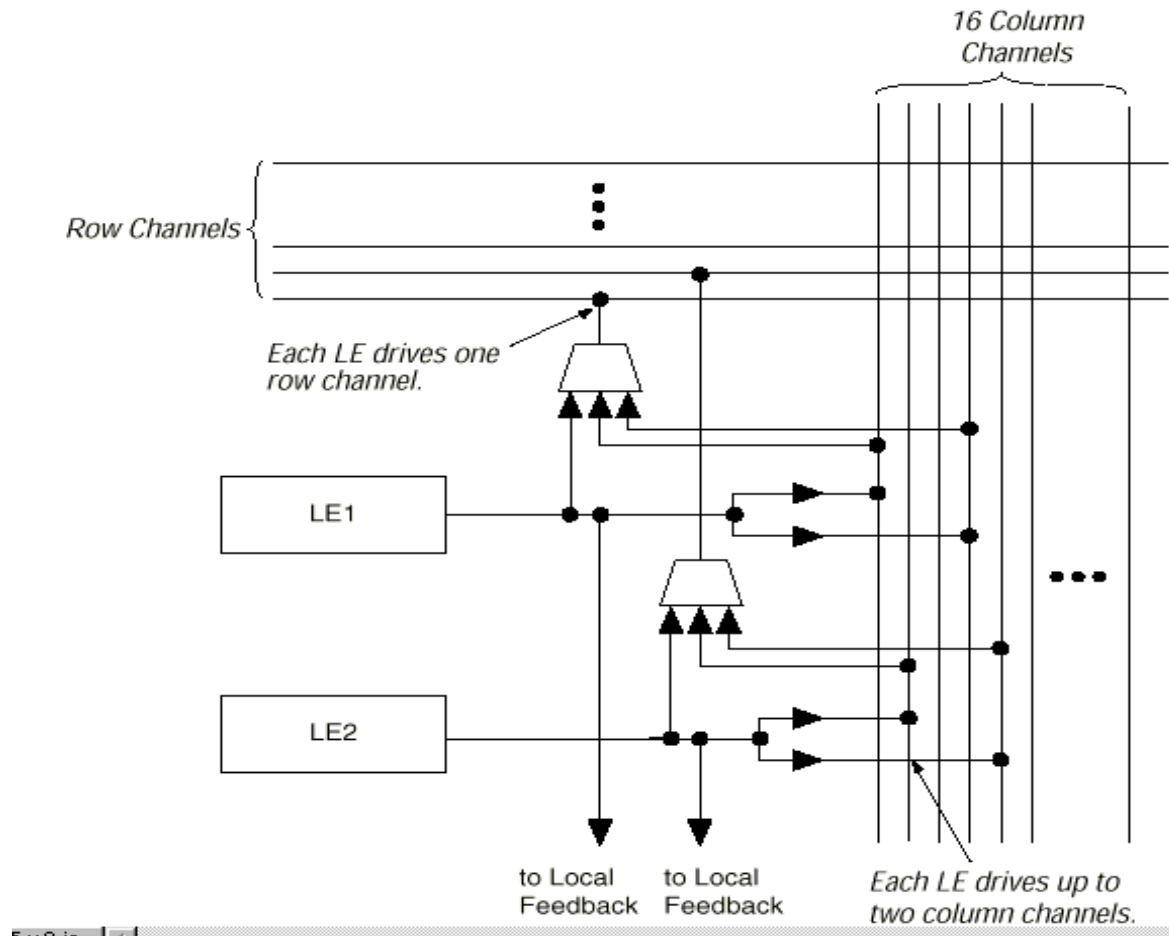 16 Column
Channels
Row Channels
Each LE drives one
row channel.
LE1
LE2
to Local
Feedback
to Local
Feedback
Each LE drives up to
two column channels.